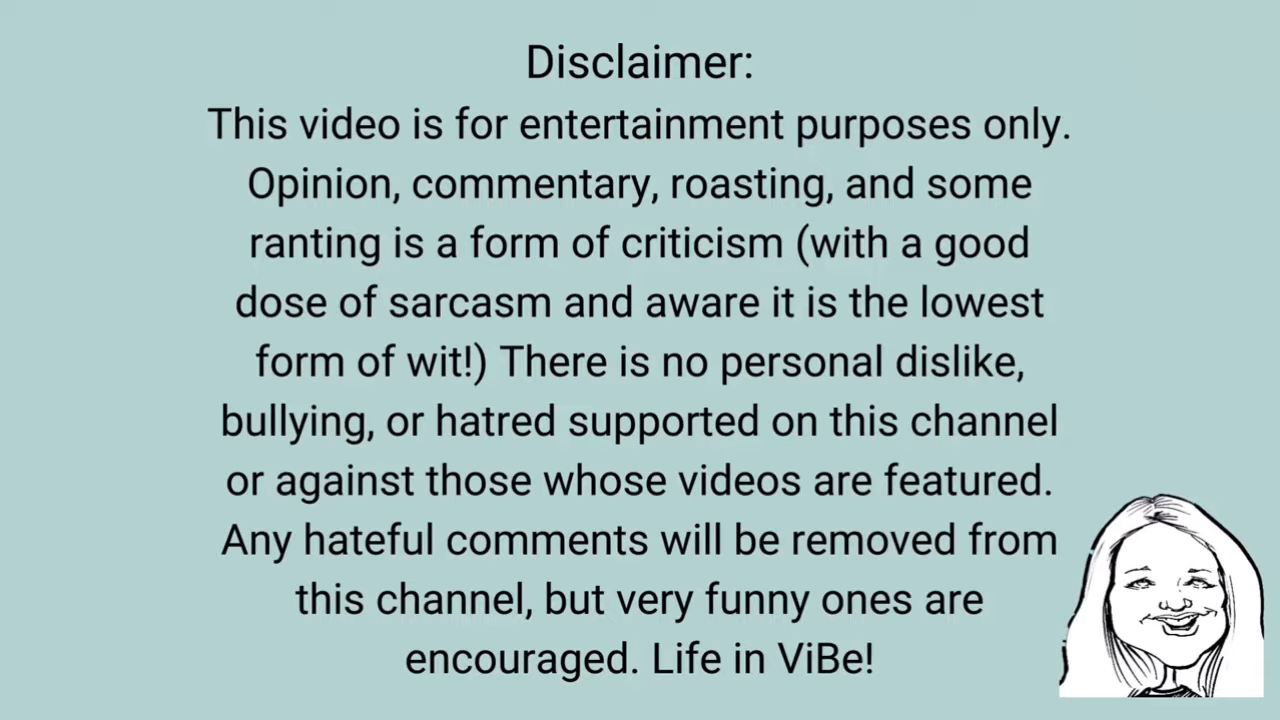 Disclaimer:
This video is for entertainment purposes only.
Opinion, commentary, roasting, and some
ranting is a form of criticism (with a good
dose of sarcasm and aware it is the lowest
form of wit!) There is no personal dislike,
bullying, or hatred supported on this channel
or against those whose videos are featured.
Any hateful comments will be removed from
this channel, but very funny ones are
encouraged. Life in ViBe!